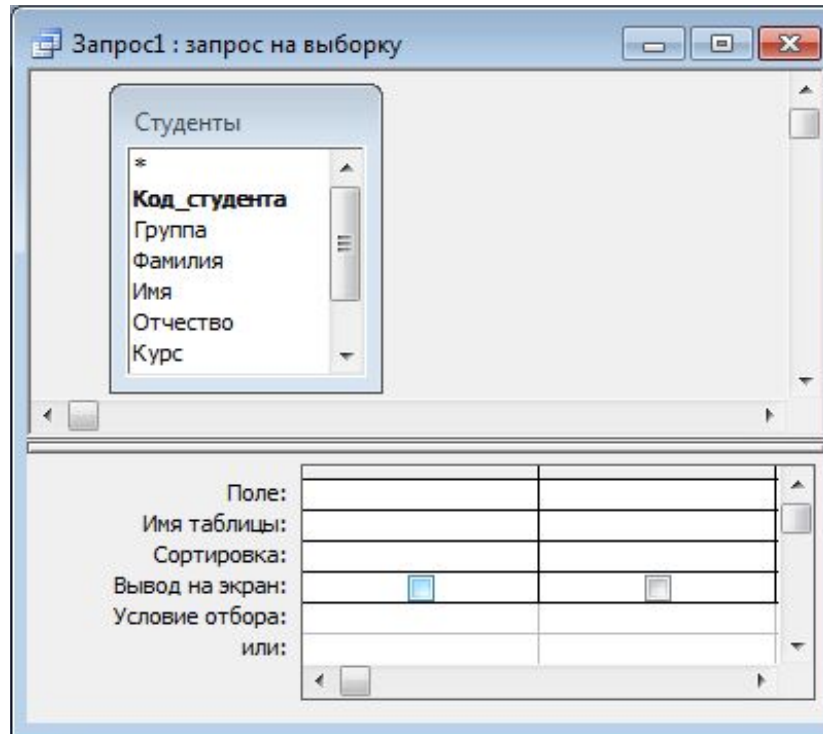 Запрос1 : запрос на выборку
Студенты
*
Код_студента
Группа
Фамилия
Имя
Отчество
Курс
Поле:
Имя таблицы:
Сортировка:
Вывод на экран:
Условие отбора:
или: